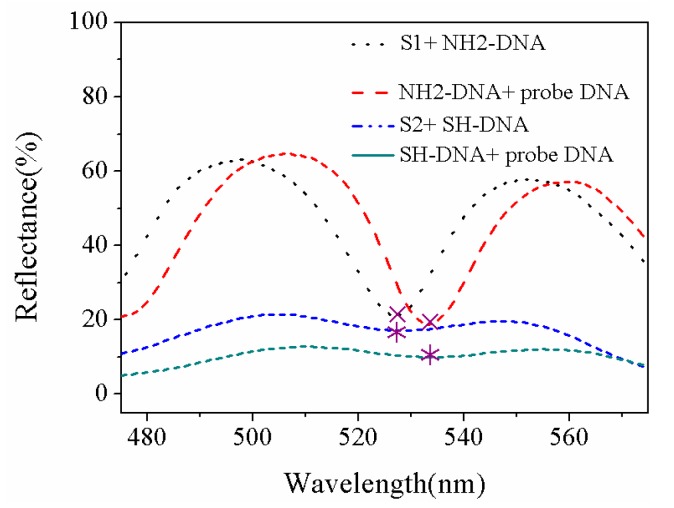 100
80
60
40
20
0
Reflectance(%)
S1+ NH2-DNA
NH2-DNA+ probe DNA
S2+ SH-DNA
SH-DNA+ probe DNA
480 500 520 540 560
Wavelength(nm)